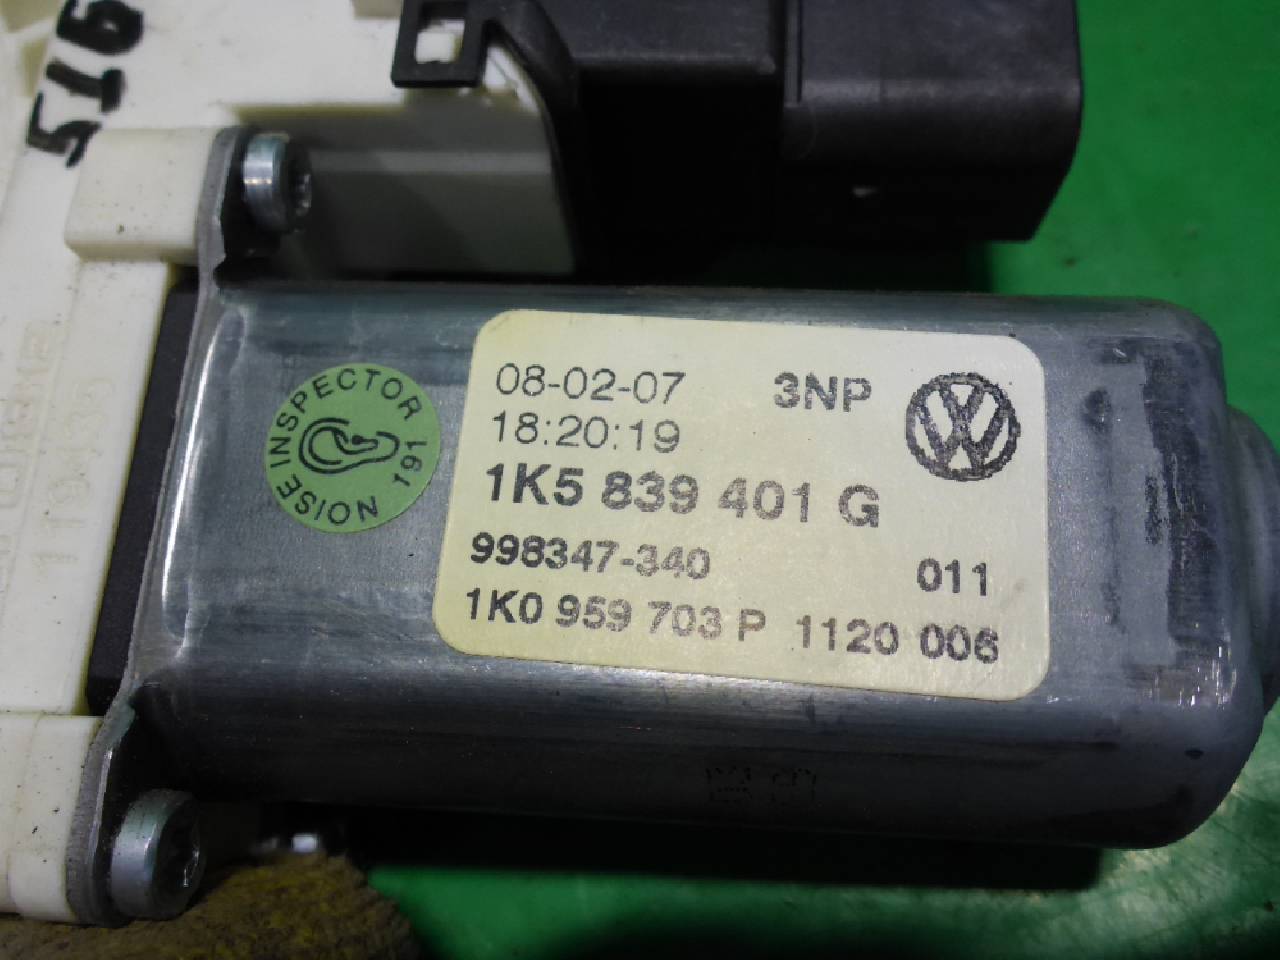 516
NOISE INSPECTOR
191
08-02-07 3NP
18:20:19
1K5 839 401 G
998347-340 011
1K0 959 703 P 1120 006